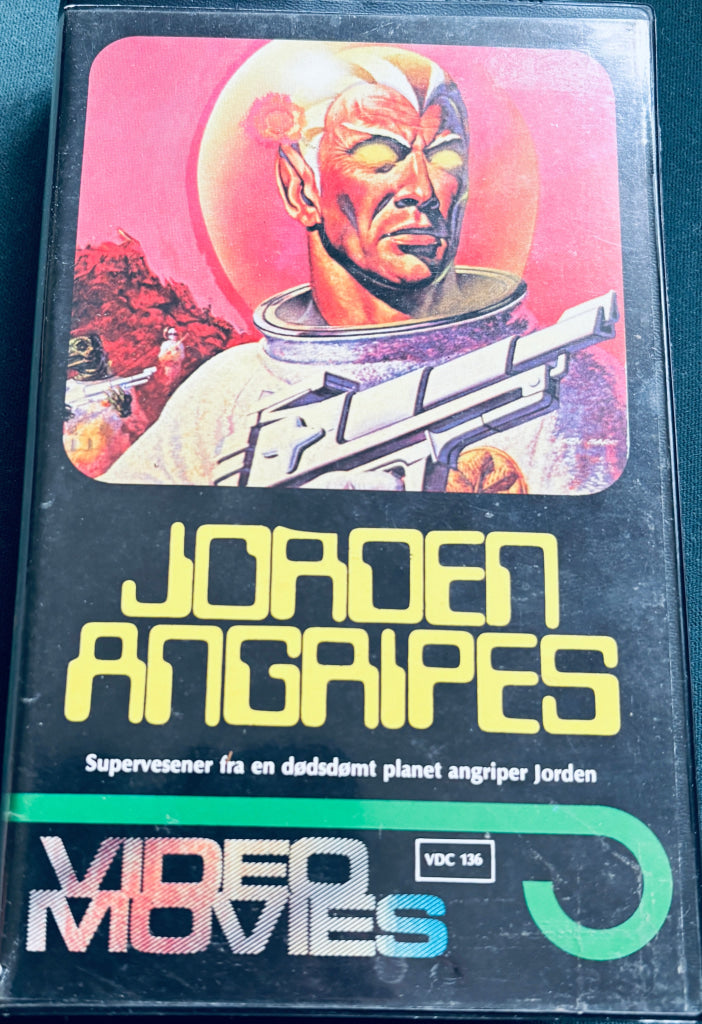 JORDEN
ANGRIPES
Supervesener fra en dødsdømt planet angriper Jorden
VIDEO
MOVIES
VDC 136